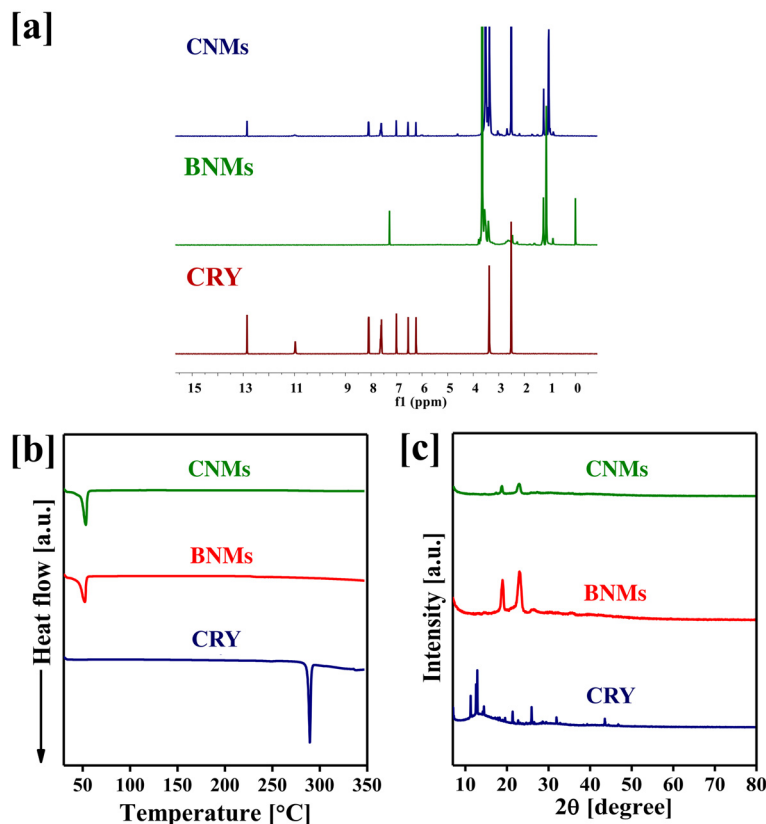 [a]
CNMs
BNMs
CRY
15 13 11 9 8 7 6 5 4 3 2 1 0
f1 (ppm)
[b]
CNMs
BNMs
CRY
Heat flow [a.u.]
50 100 150 200 250 300 350
Temperature [°C]
[c]
CNMs
BNMs
CRY
Intensity [a.u.]
10 20 30 40 50 60 70 80
2θ [degree]